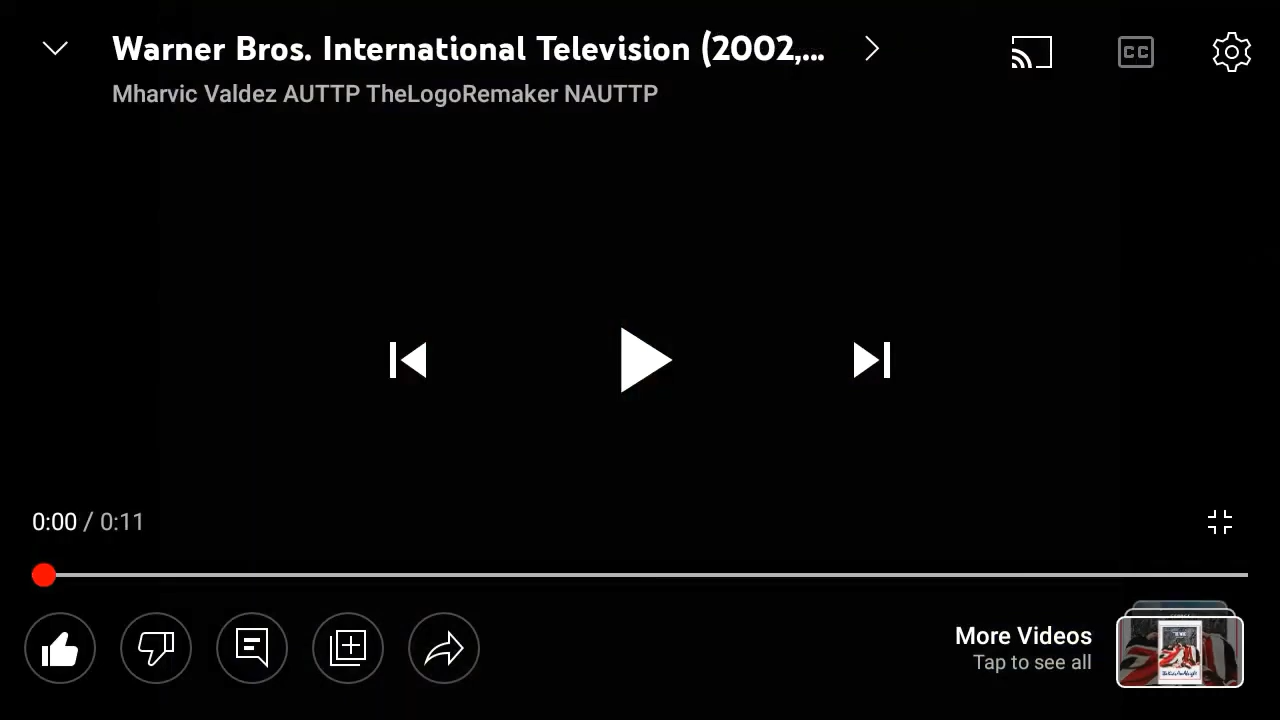 Warner Bros. International Television (2002,...
CC
Mharvic Valdez AUTTP TheLogoRemaker NAUTTP
0:00 / 0:11
More Videos
Tap to see all